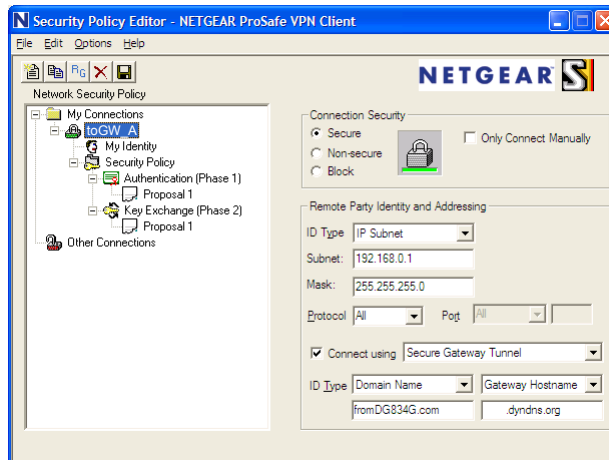 Security Policy Editor - NETGEAR ProSafe VPN Client
File Edit Options Help
NETGEAR
Network Security Policy
My Connections
toGW_A
My Identity
Security Policy
Authentication (Phase 1)
Proposal 1
Key Exchange (Phase 2)
Proposal 1
Other Connections
Connection Security
Secure
Non-secure
Block
Only Connect Manually
Remote Party Identity and Addressing
ID Type IP Subnet
Subnet: 192.168.0.1
Mask: 255.255.255.0
Protocol All Port All
Connect using Secure Gateway Tunnel
ID Type Domain Name Gateway Hostname
fromDG834G.com .dyndns.org